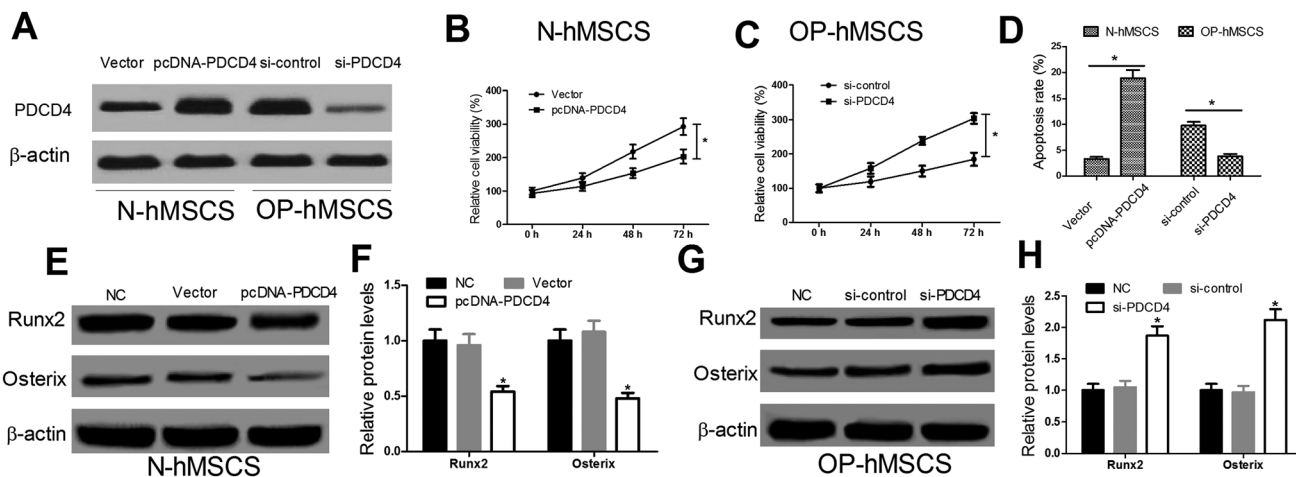 A
Vector pcDNA-PDCD4 si-control si-PDCD4
PDCD4
β-actin
N-hMSCS OP-hMSCS
B N-hMSCS
Relative cell viability (%)
400
300
200
100
0
Vector
pcDNA-PDCD4
*
0 h 24 h 48 h 72 h
C OP-hMSCS
Relative cell viability (%)
400
300
200
100
0
si-control
si-PDCD4
*
0 h 24 h 48 h 72 h
D
N-hMSCS OP-hMSCS
Apoptosis rate (%)
25
20
15
10
5
0
* *
Vector
pcDNA-PDCD4
si-control
si-PDCD4
E
NC Vector pcDNA-PDCD4
Runx2
Osterix
β-actin
N-hMSCS
F
NC Vector
pcDNA-PDCD4
Relative protein levels
1.5
1.0
0.5
0.0
* *
Runx2 Osterix
G
NC si-control si-PDCD4
Runx2
Osterix
β-actin
OP-hMSCS
H
NC si-control
si-PDCD4
Relative protein levels
2.5
2.0
1.5
1.0
0.5
0.0
* *
Runx2 Osterix